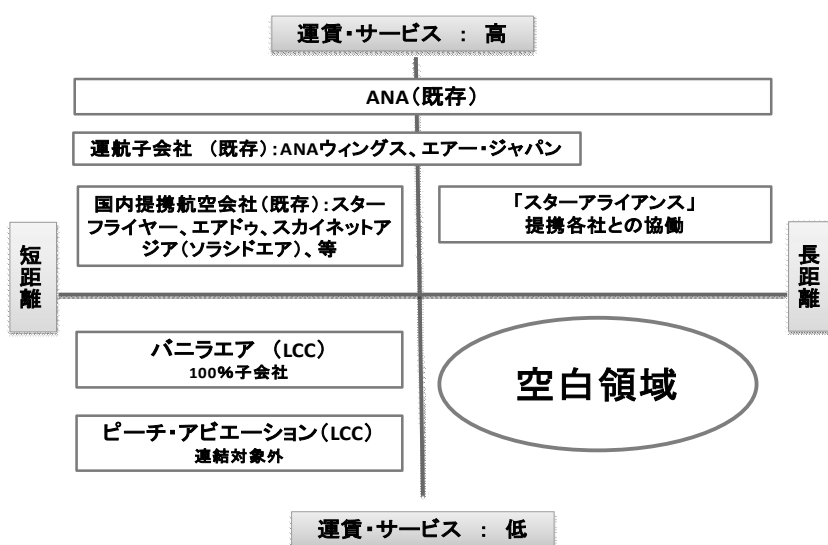 運賃・サービス ： 高
ANA（既存）
運航子会社 （既存）：ANAウィングス、エアー・ジャパン
国内提携航空会社（既存）：スター
フライヤー、エアドゥ、スカイネットア
ジア（ソラシドエア）、等
「スターアライアンス」
提携各社との協働
短距離
長距離
バニラエア （LCC）
100％子会社
空白領域
ピーチ・アビエーション（LCC）
連結対象外
運賃・サービス ： 低